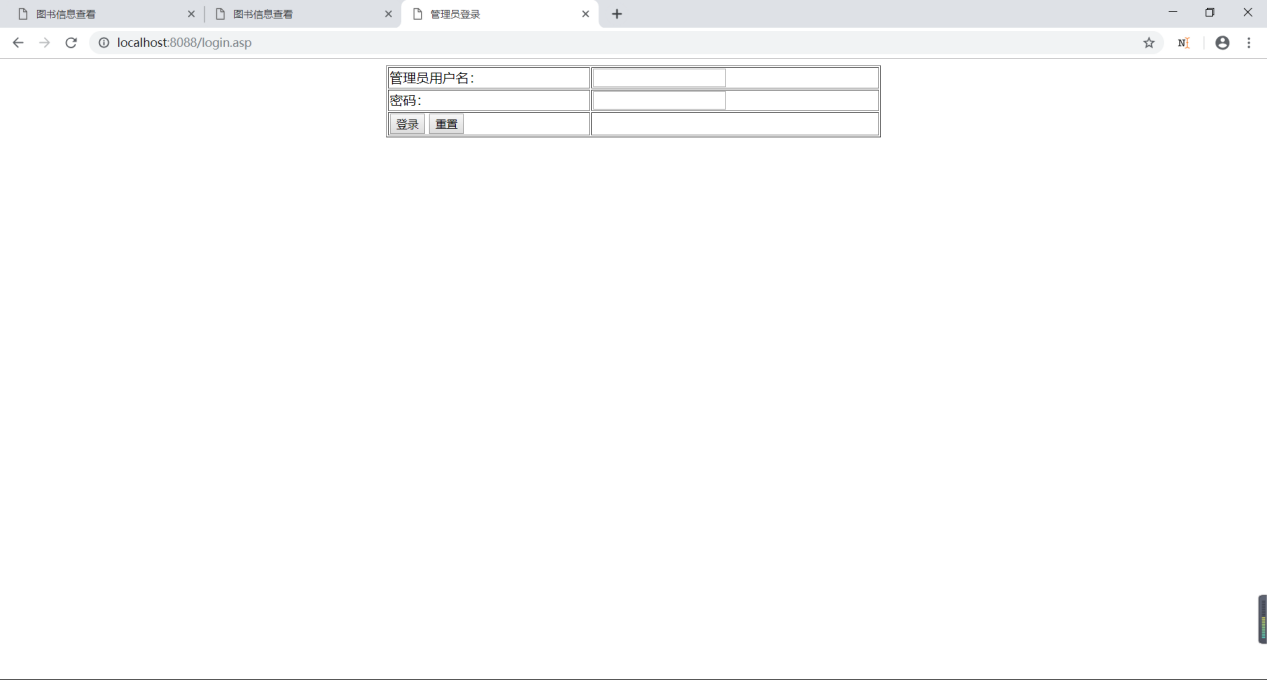 图书信息查看
图书信息查看
管理员登录
localhost:8088/login.asp
管理员用户名：
密码：
登录 重置